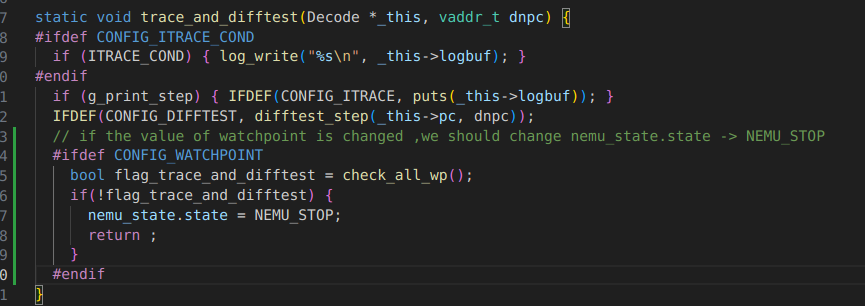 7 static void trace_and_difftest(Decode *_this, vaddr_t dnpc) {
8 #ifdef CONFIG_ITRACE_COND
9   if (ITRACE_COND) { log_write("%s\n", _this->logbuf); }
0 #endif
1   if (g_print_step) { IFDEF(CONFIG_ITRACE, puts(_this->logbuf)); }
2   IFDEF(CONFIG_DIFFTEST, difftest_step(_this->pc, dnpc));
3   // if the value of watchpoint is changed ,we should change nemu_state.state -> NEMU_STOP
4   #ifdef CONFIG_WATCHPOINT
5     bool flag_trace_and_difftest = check_all_wp();
6     if(!flag_trace_and_difftest) {
7       nemu_state.state = NEMU_STOP;
8       return ;
9     }
0   #endif
1 }